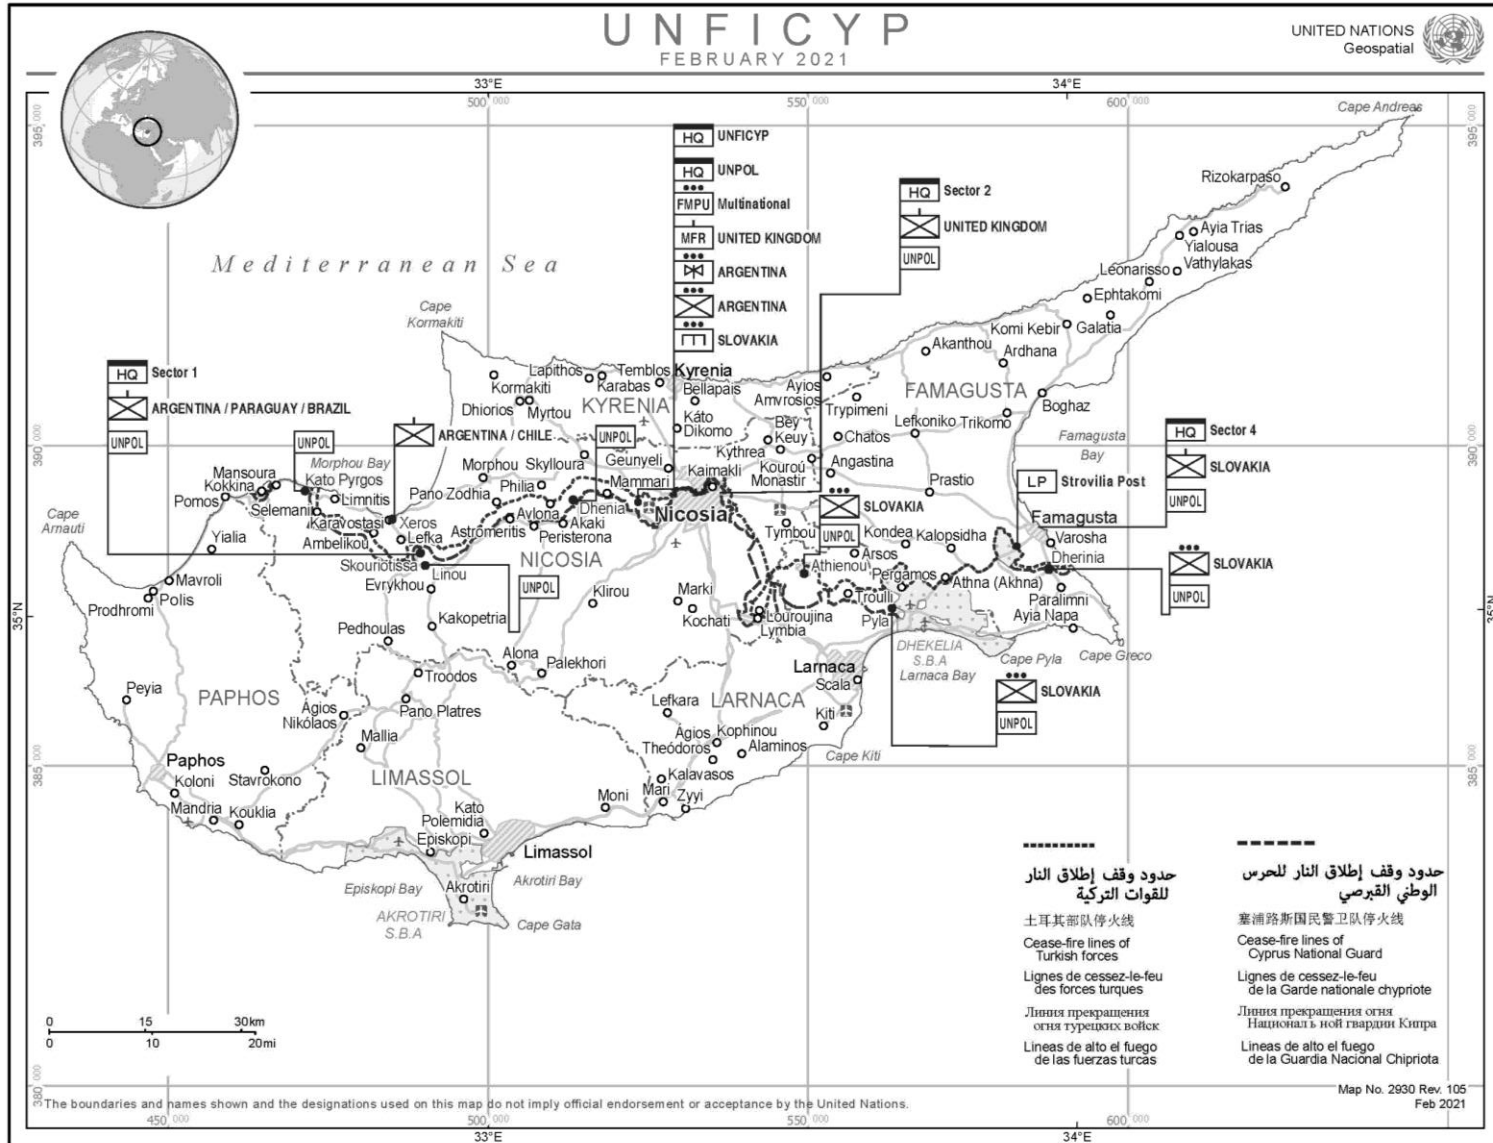 UNFICYP
FEBRUARY 2021
UNITED NATIONS
Geospatial
33°E
34°E
500 000
550 000
600 000
395 000
395 000
Cape Andreas
HQ UNFICYP
HQ UNPOL
FMPU Multinational
MFR UNITED KINGDOM
ARGENTINA
ARGENTINA
SLOVAKIA
HQ Sector 2
UNITED KINGDOM
UNPOL
Rizokarpaso
Ayia Trias
Yialousa
Vathylakas
Leonarisso
Ephtakomi
Galatia
Komi Kebir
Mediterranean Sea
Cape
Kormakiti
HQ Sector 1
ARGENTINA / PARAGUAY / BRAZIL
UNPOL
UNPOL
ARGENTINA / CHILE
UNPOL
Lapithos
Temblos
Kyrenia
Kormakiti
Karabas
Bellapais
Dhiorios
Myrtou
KYRENIA
Káto
Dikomo
Akanthou
Ardhana
Ayios
Amvrosios
FAMAGUSTA
Trypimeni
Boghaz
Lefkoniko
Trikomo
Bey
Keuy
Chatos
Kythrea
Kouroú
Monastir
Angastina
Famagusta
Bay
HQ Sector 4
SLOVAKIA
UNPOL
LP Strovilia Post
390 000
390 000
Morphou Bay
Mansoura
Kokkina
Kato Pyrgos
Pomos
Selemani
Limnitis
Morphou
Skylloura
Geunyeli
Kaimakli
Philia
Mammari
Pano Zodhia
Karavostasi
Xeros
Avlona
Dhenia
Nicosia
Prastio
SLOVAKIA
UNPOL
Famagusta
Cape
Arnauti
Yialia
Ambelikou
Lefka
Astromeritis
Akaki
Peristerona
Tymbou
Kondea
Kalopsidha
Varosha
Dherinia
Arsos
SLOVAKIA
UNPOL
Skouriotissa
Linou
NICOSIA
Athienou
Pergamos
Athna (Akhna)
Mavroli
Polis
Prodhromi
Evrykhou
UNPOL
Klirou
Marki
Troulli
Paralimni
35°N
35°N
Kakopetria
Kochati
Louroujina
Lymbia
Pyla
Ayia Napa
Pedhoulas
DHEKELIA
S.B.A
Cape Pyla
Cape Greco
Alona
Palekhori
Larnaca
Larnaca Bay
Troodos
Scala
SLOVAKIA
UNPOL
Peyia
PAPHOS
Pano Platres
Lefkara
LARNACA
Agios
Nikólaos
Kiti
Mallia
Agios
Theódoros
Kophinou
Alaminos
Cape Kiti
Paphos
Stavrokono
LIMASSOL
Kalavasos
385 000
385 000
Koloni
Mandria
Kouklia
Moni
Mari
Zyyi
Kato
Polemidia
Episkopi
Limassol
Episkopi Bay
Akrotiri
Akrotiri Bay
AKROTIRI
S.B.A
Cape Gata
حدود وقف إطلاق النار
للقوات التركية
土耳其部队停火线
Cease-fire lines of
Turkish forces
Lignes de cessez-le-feu
des forces turques
Линия прекращения
огня турецких войск
Lineas de alto el fuego
de las fuerzas turcas
حدود وقف إطلاق النار للحرس
الوطني القبرصي
塞浦路斯国民警卫队停火线
Cease-fire lines of
Cyprus National Guard
Lignes de cessez-le-feu
de la Garde nationale chypriote
Линия прекращения огня
Националь ной гвардии Кипра
Lineas de alto el fuego
de la Guardia Nacional Chipriota
0 15 30km
0 10 20mi
380 000
Map No. 2930 Rev. 105
Feb 2021
The boundaries and names shown and the designations used on this map do not imply official endorsement or acceptance by the United Nations.
450 000
500 000
550 000
600 000
33°E
34°E